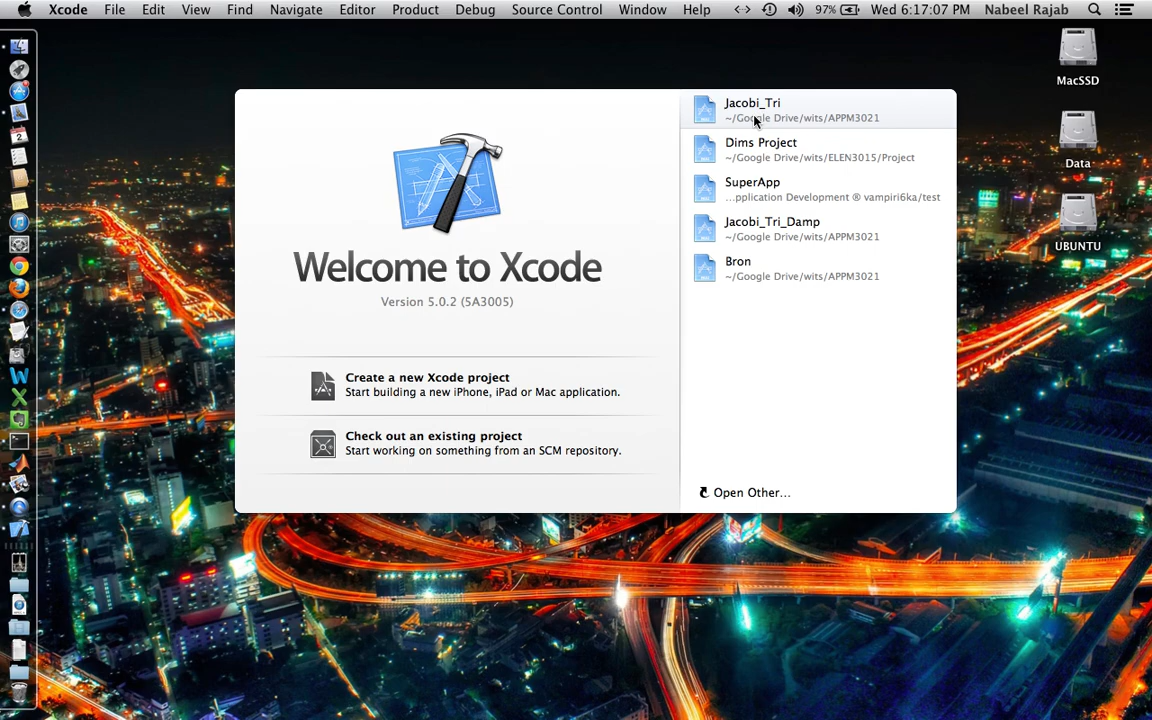 Xcode File Edit View Find Navigate Editor Product Debug Source Control Window Help 97% Wed 6:17:07 PM Nabeel Rajab
MacSSD
Data
UBUNTU
Welcome to Xcode
Version 5.0.2 (5A3005)
Create a new Xcode project
Start building a new iPhone, iPad or Mac application.
Check out an existing project
Start working on something from an SCM repository.
Jacobi_Tri
~/Google Drive/wits/APPM3021
Dims Project
~/Google Drive/wits/ELEN3015/Project
SuperApp
...pplication Development ® vampiri6ka/test
Jacobi_Tri_Damp
~/Google Drive/wits/APPM3021
Bron
~/Google Drive/wits/APPM3021
Open Other...